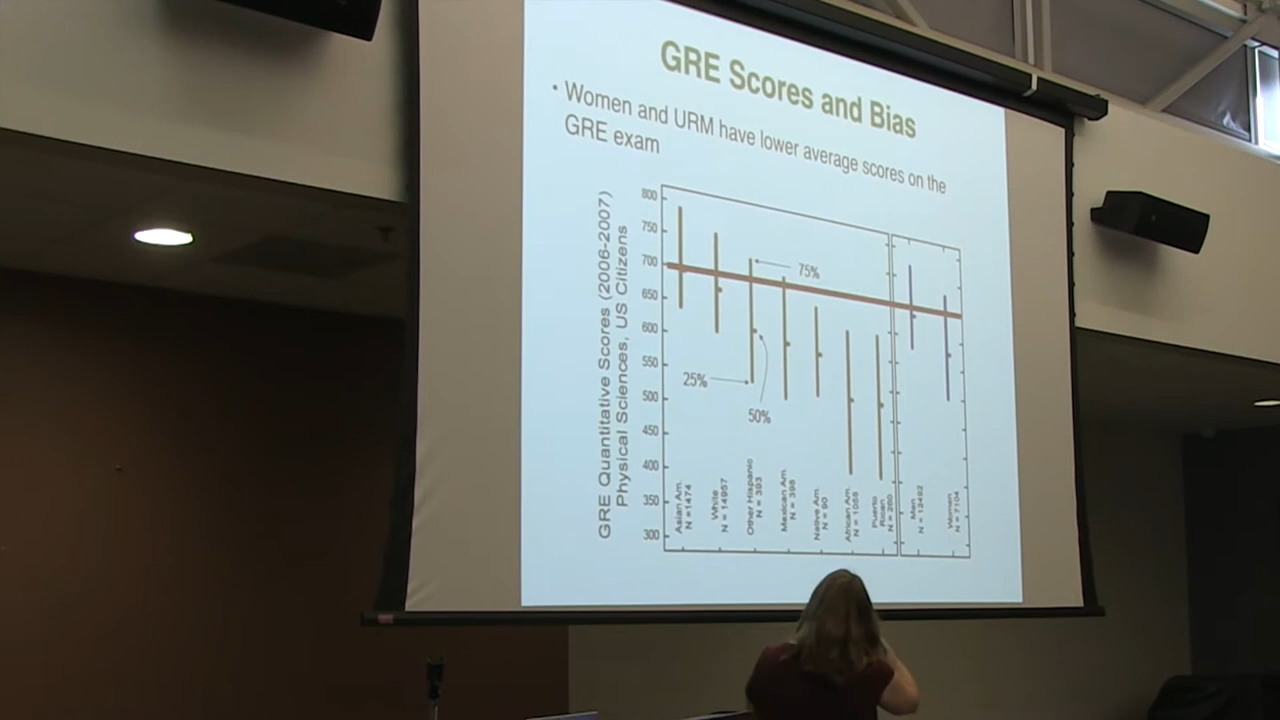 GRE Scores and Bias
• Women and URM have lower average scores on the
GRE exam
GRE Quantitative Scores (2006-2007)
Physical Sciences, US Citizens
800
750
700
650
600
550
500
450
400
350
300
75%
25%
50%
Asian Am.
N =1474
White
N = 14957
Other Hispanic
N = 393
Mexican Am.
N = 398
Native Am.
N = 90
African Am.
Puerto
Rican
N = 260
Men
N = 12492
Women
N = 7104